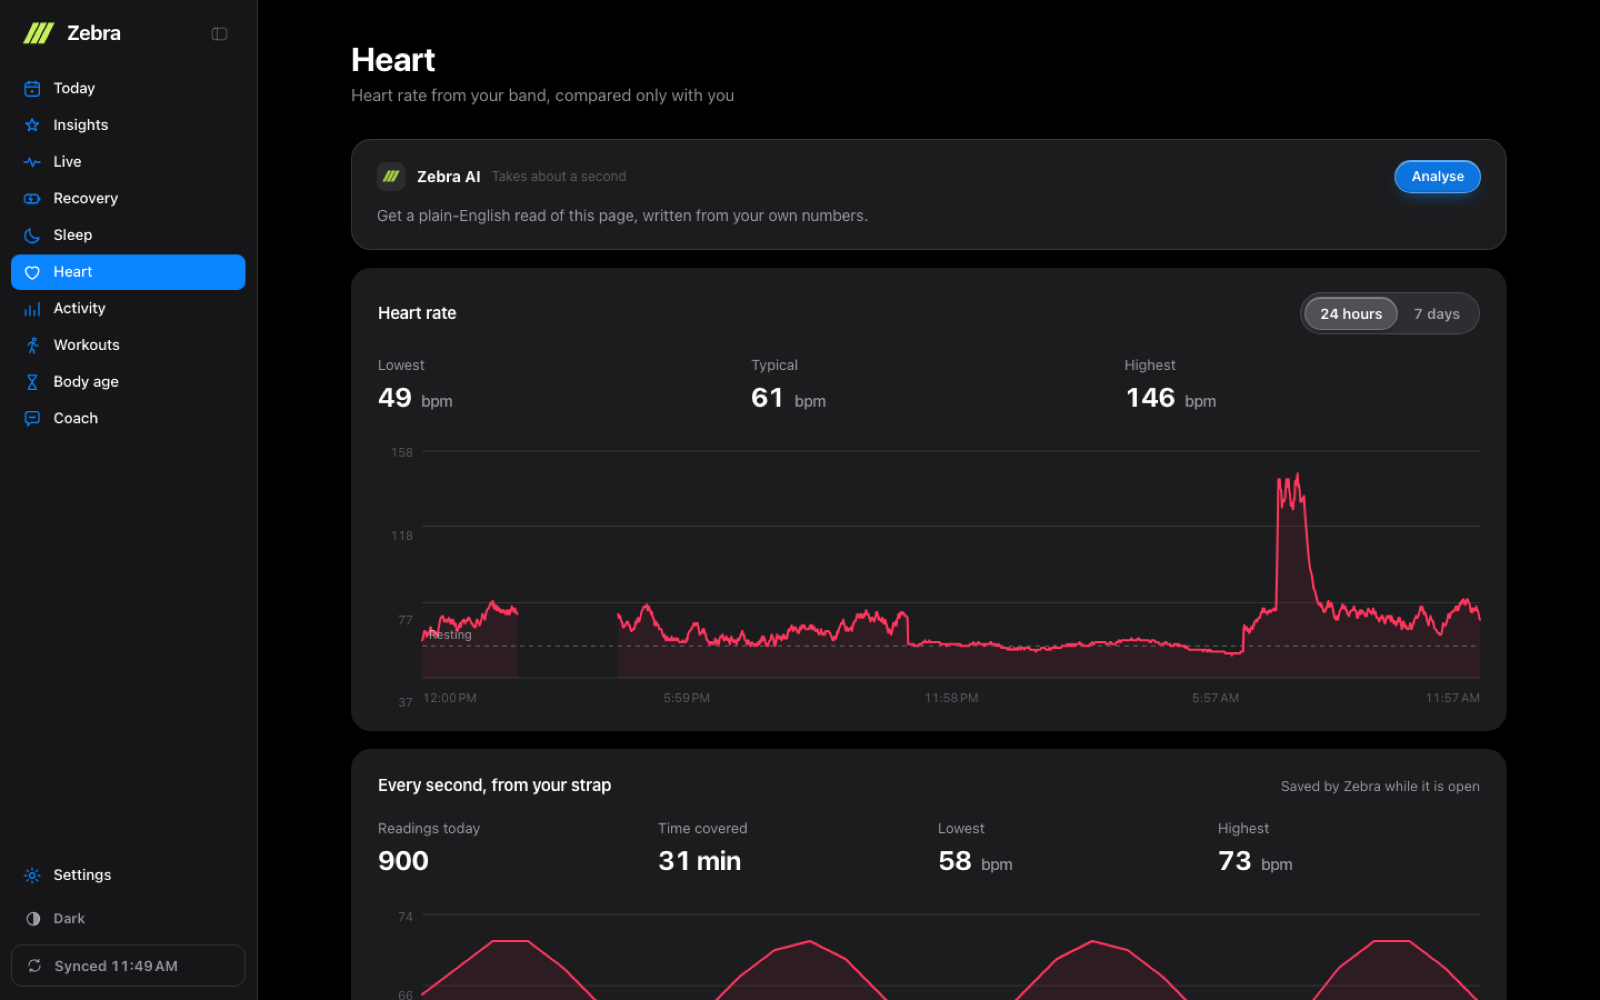 Zebra
Today
Insights
Live
Recovery
Sleep
Heart
Activity
Workouts
Body age
Coach
Settings
Dark
Synced 11:49 AM
Heart
Heart rate from your band, compared only with you
Zebra AI Takes about a second
Analyse
Get a plain-English read of this page, written from your own numbers.
Heart rate
24 hours 7 days
Lowest Typical Highest
49 bpm 61 bpm 146 bpm
158
118
77
Resting
37
12:00 PM 5:59 PM 11:58 PM 5:57 AM 11:57 AM
Every second, from your strap
Saved by Zebra while it is open
Readings today Time covered Lowest Highest
900 31 min 58 bpm 73 bpm
74
66